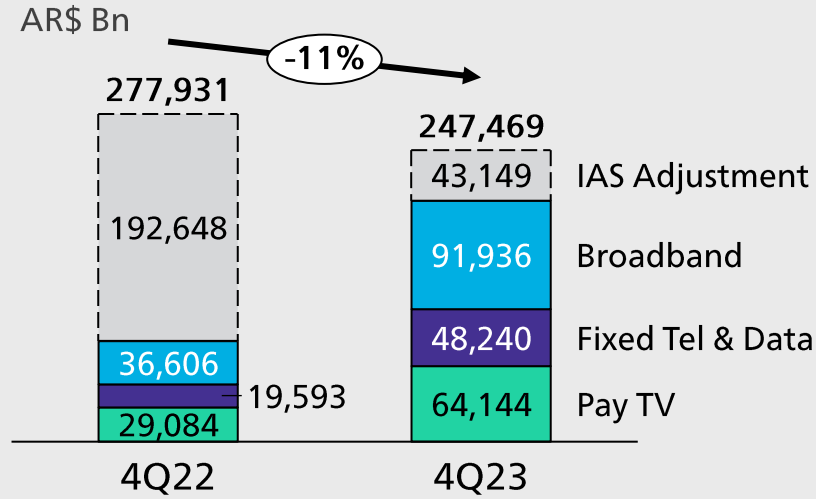 AR$ Bn
-11%
277,931
247,469
43,149
IAS Adjustment
192,648
91,936
Broadband
36,606
48,240
Fixed Tel & Data
19,593
29,084
64,144
Pay TV
4Q22
4Q23